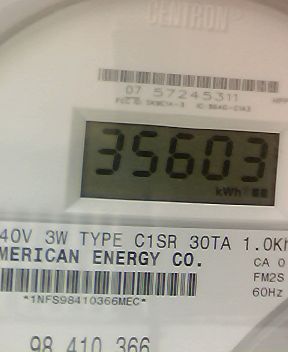 CENTRON®
07 57245311
35603
kWh
40V 3W TYPE C1SR 30TA 1.0Kh
MERICAN ENERGY CO.
CA 0
FM2S
60Hz
*1NFS98410366MEC*
98 410 366